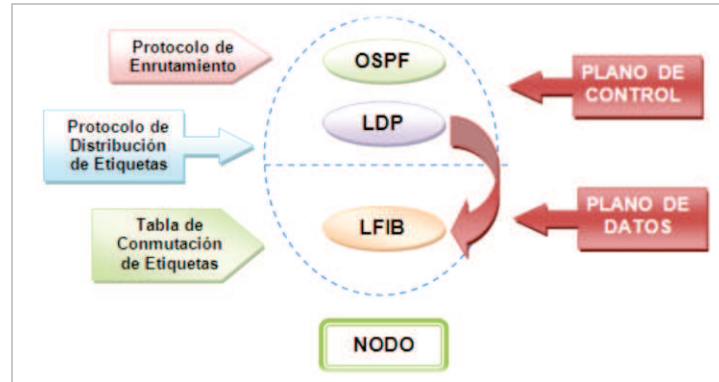 Protocolo de
Enrutamiento
OSPF
PLANO DE
CONTROL
Protocolo de
Distribución
de Etiquetas
LDP
Tabla de
Conmutación
de Etiquetas
LFIB
PLANO DE
DATOS
NODO